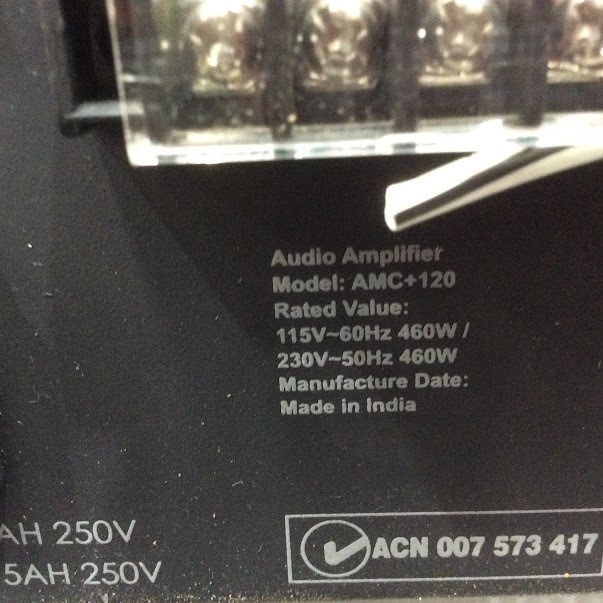 Audio Amplifier
Model: AMC+120
Rated Value:
115V~60Hz 460W /
230V~50Hz 460W
Manufacture Date:
Made in India
AH 250V
5AH 250V
ACN 007 573 417